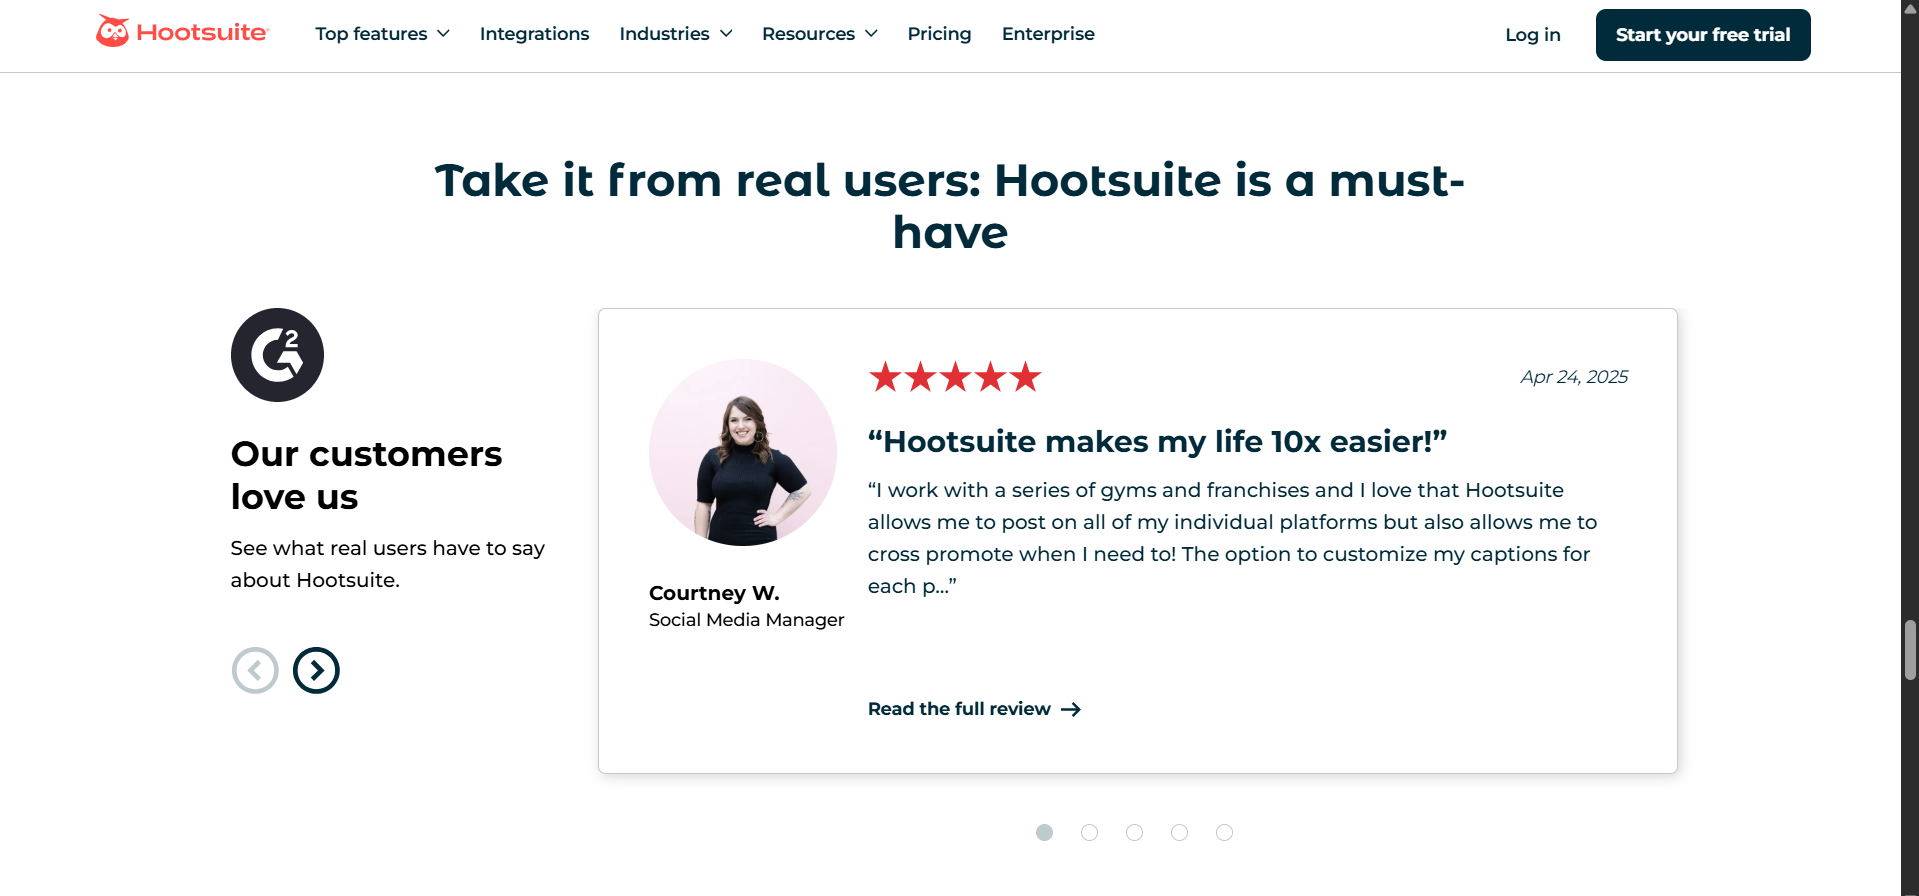 Hootsuite
Top features
Integrations
Industries
Resources
Pricing
Enterprise
Log in
Start your free trial
Take it from real users: Hootsuite is a must-
have
G2
Our customers
love us
See what real users have to say
about Hootsuite.
Apr 24, 2025
“Hootsuite makes my life 10x easier!”
“I work with a series of gyms and franchises and I love that Hootsuite
allows me to post on all of my individual platforms but also allows me to
cross promote when I need to! The option to customize my captions for
each p...”
Courtney W.
Social Media Manager
Read the full review